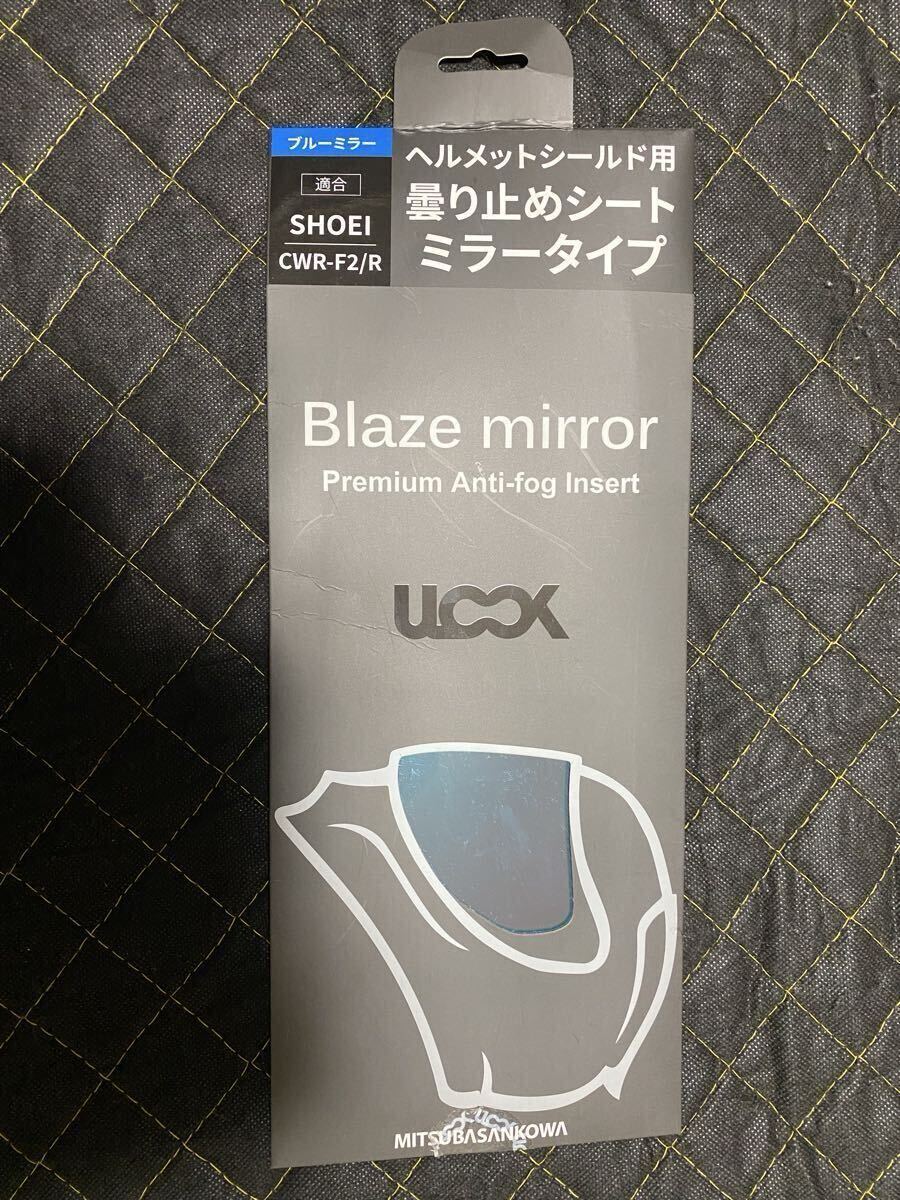 ブルーミラー
適合
SHOEI
CWR-F2/R
ヘルメットシールド用
曇り止めシート
ミラータイプ
Blaze mirror
Premium Anti-fog Insert
MITSUBASANKOWA